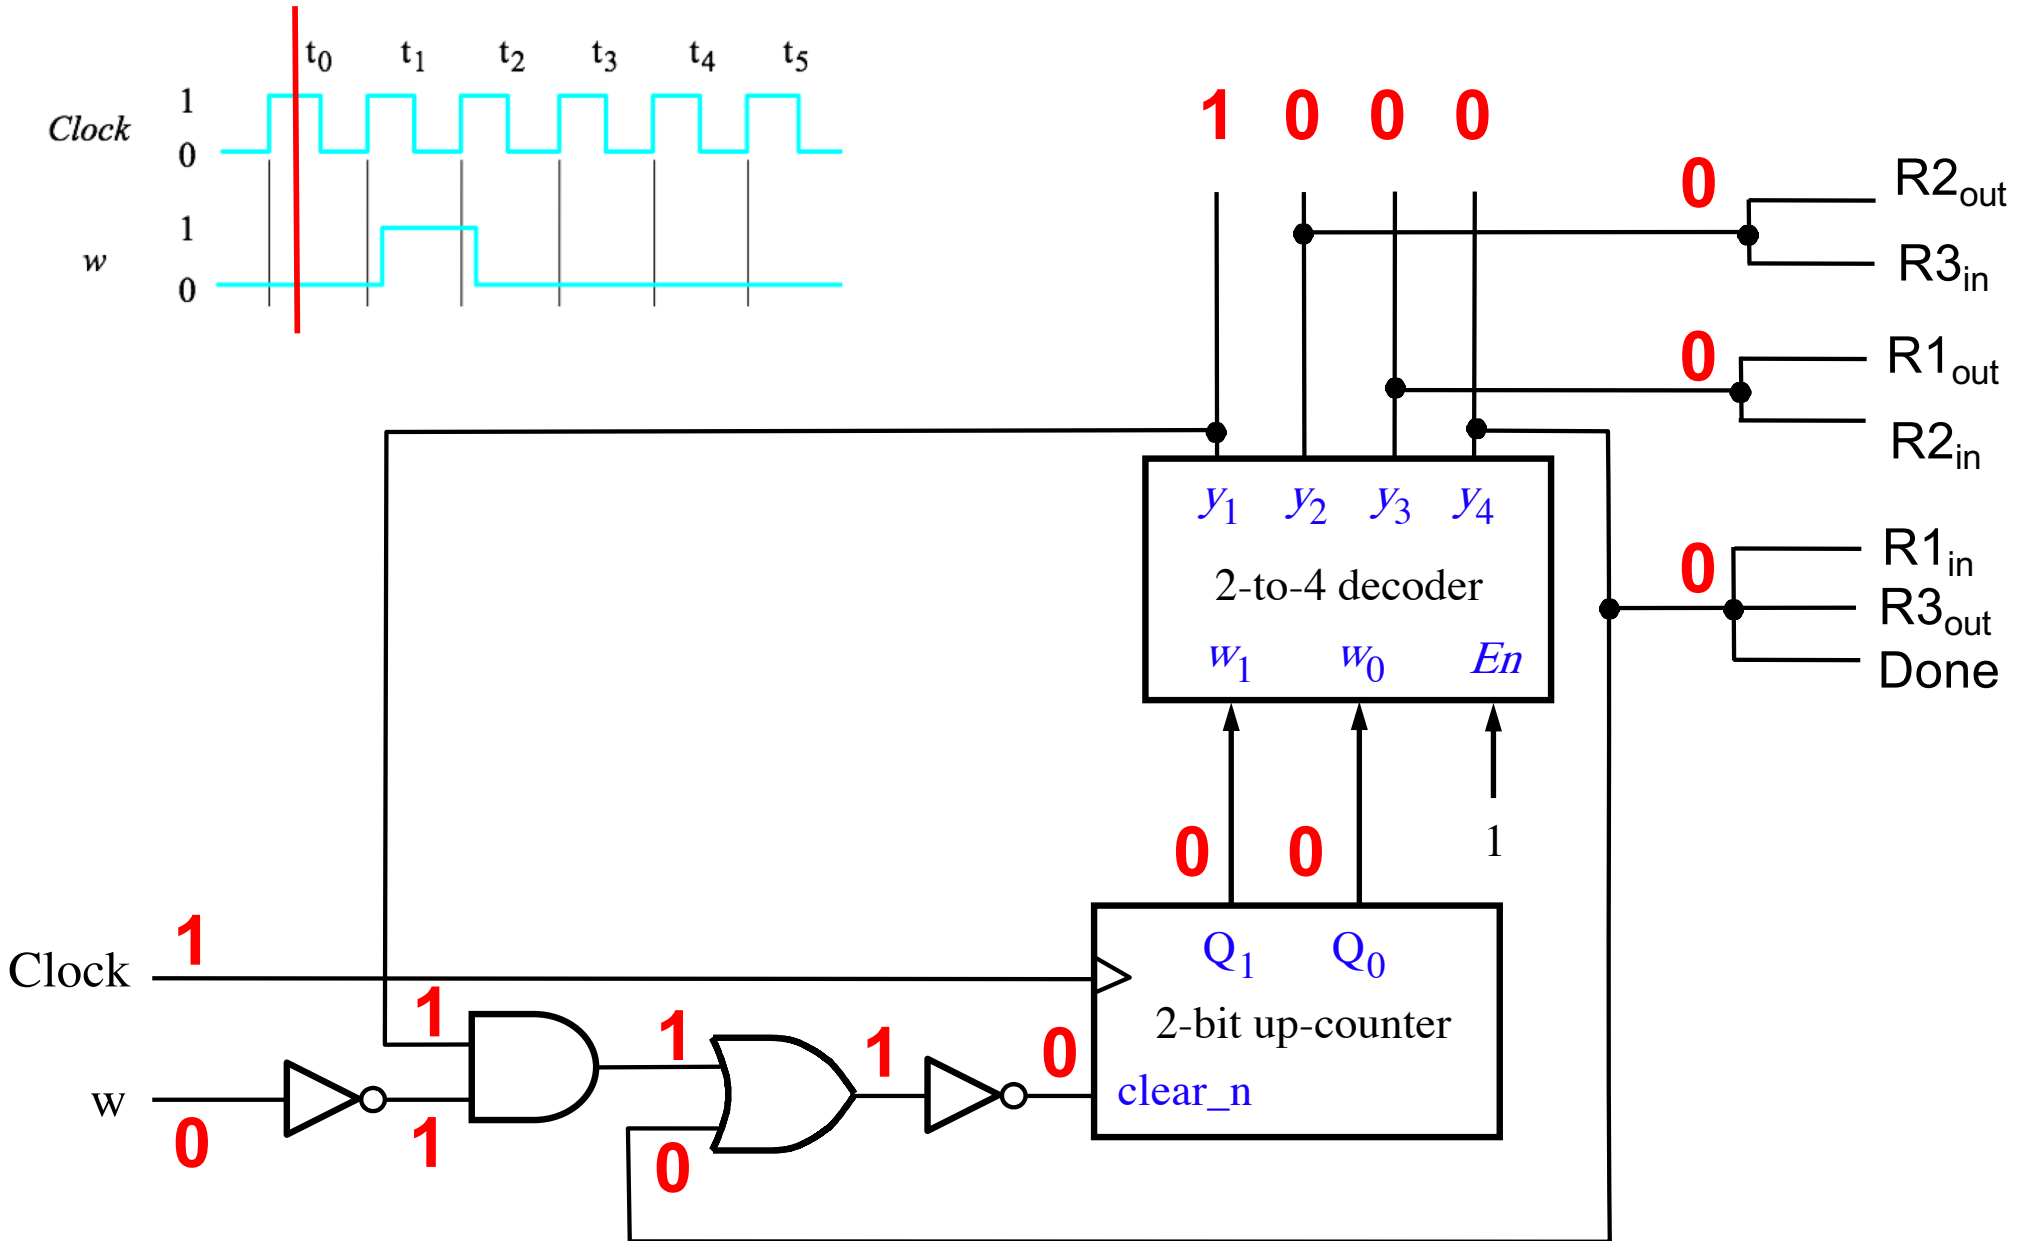 t0 t1 t2 t3 t4 t5
1
Clock
0
1
w
0
1 0 0 0
0
R2out
R3in
0
R1out
R2in
y1 y2 y3 y4
2-to-4 decoder
w1 w0 En
0
R1in
R3out
Done
0 0 1
Clock 1
Q1 Q0
2-bit up-counter
clear_n
1 1 1 0
w
0 1 0